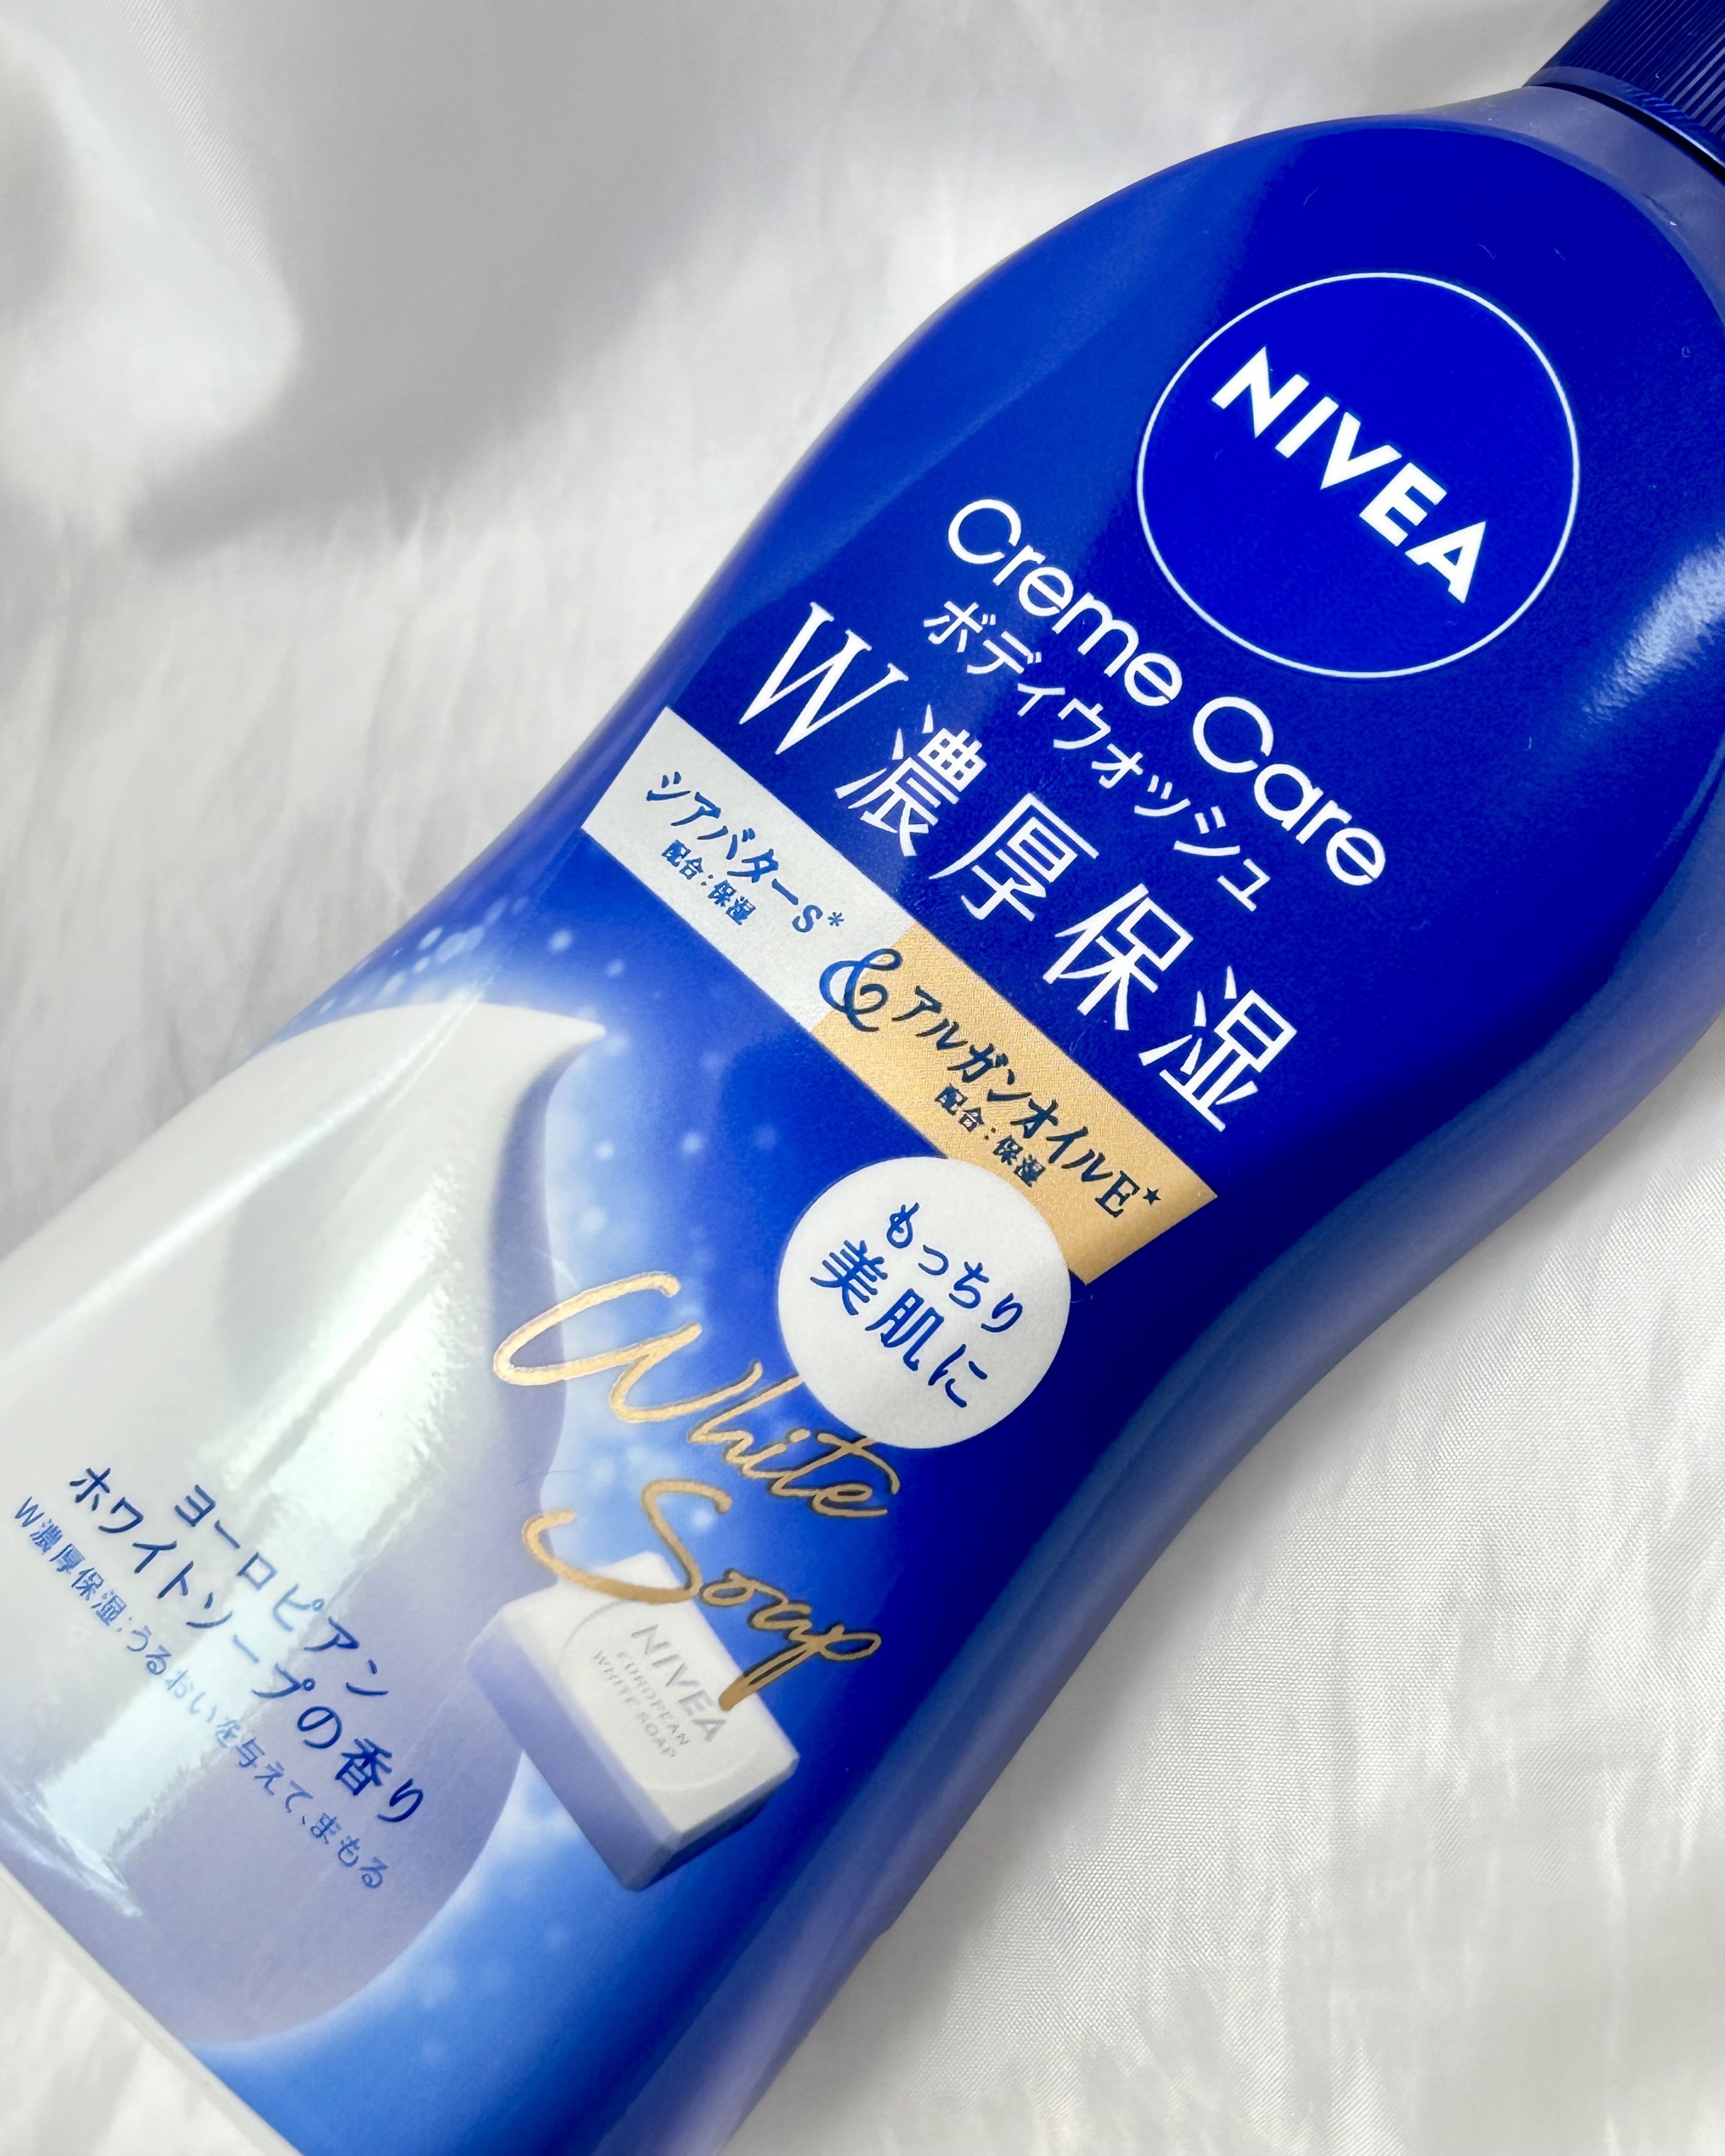 NIVEA
Creme Care
ボディウォッシュ
W濃厚保湿
シアバターS*
配合:保湿
&
アルガンオイルE★
配合:保湿
もっちり
美肌に
White
Soap
NIVEA
EUROPEAN
WHITE SOAP
ヨーロピアン
ホワイトソープの香り
W濃厚保湿:うるおいを与えて、まもる